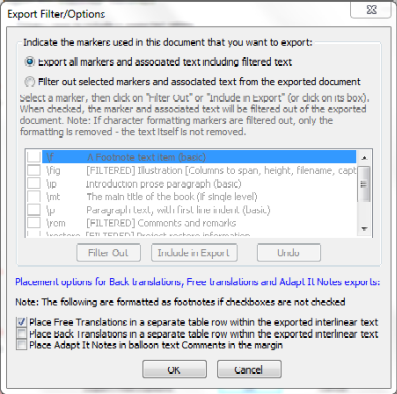 Export Filter/Options
Indicate the markers used in this document that you want to export:
Export all markers and associated text including filtered text
Filter out selected markers and associated text from the exported document
Select a marker, then click on "Filter Out" or "Include in Export" (or click on its box).
When checked, the marker and associated text will be filtered out of the exported
document. Note: If character formatting markers are filtered out, only the
formatting is removed - the text itself is not removed.
\f A Footnote text item (basic)
\fig [FILTERED] Illustration [Columns to span, height, filename, capt
\ip Introduction prose paragraph (basic)
\mt The main title of the book (if single level)
\p Paragraph text, with first line indent (basic)
\rem [FILTERED] Comments and remarks
\restore [FILTERED] Project restore information
Filter Out Include in Export Undo
Placement options for Back translations, Free translations and Adapt It Notes exports:
Note: The following are formatted as footnotes if checkboxes are not checked
Place Free Translations in a separate table row within the exported interlinear text
Place Back Translations in a separate table row within the exported interlinear text
Place Adapt It Notes in balloon text Comments in the margin
OK Cancel